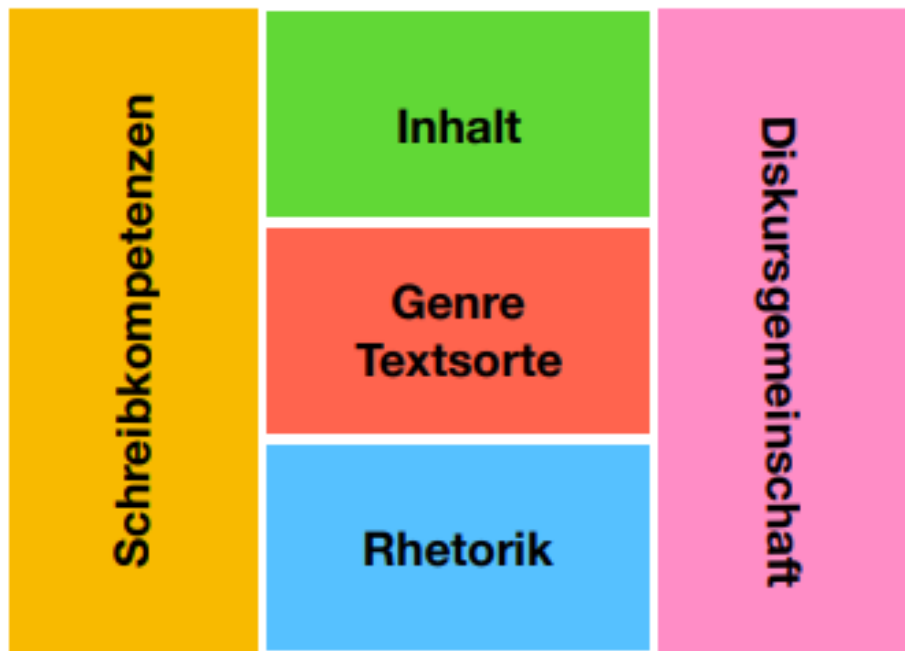 Schreibkompetenzen
Inhalt
Genre
Textsorte
Rhetorik
Diskursgemeinschaft